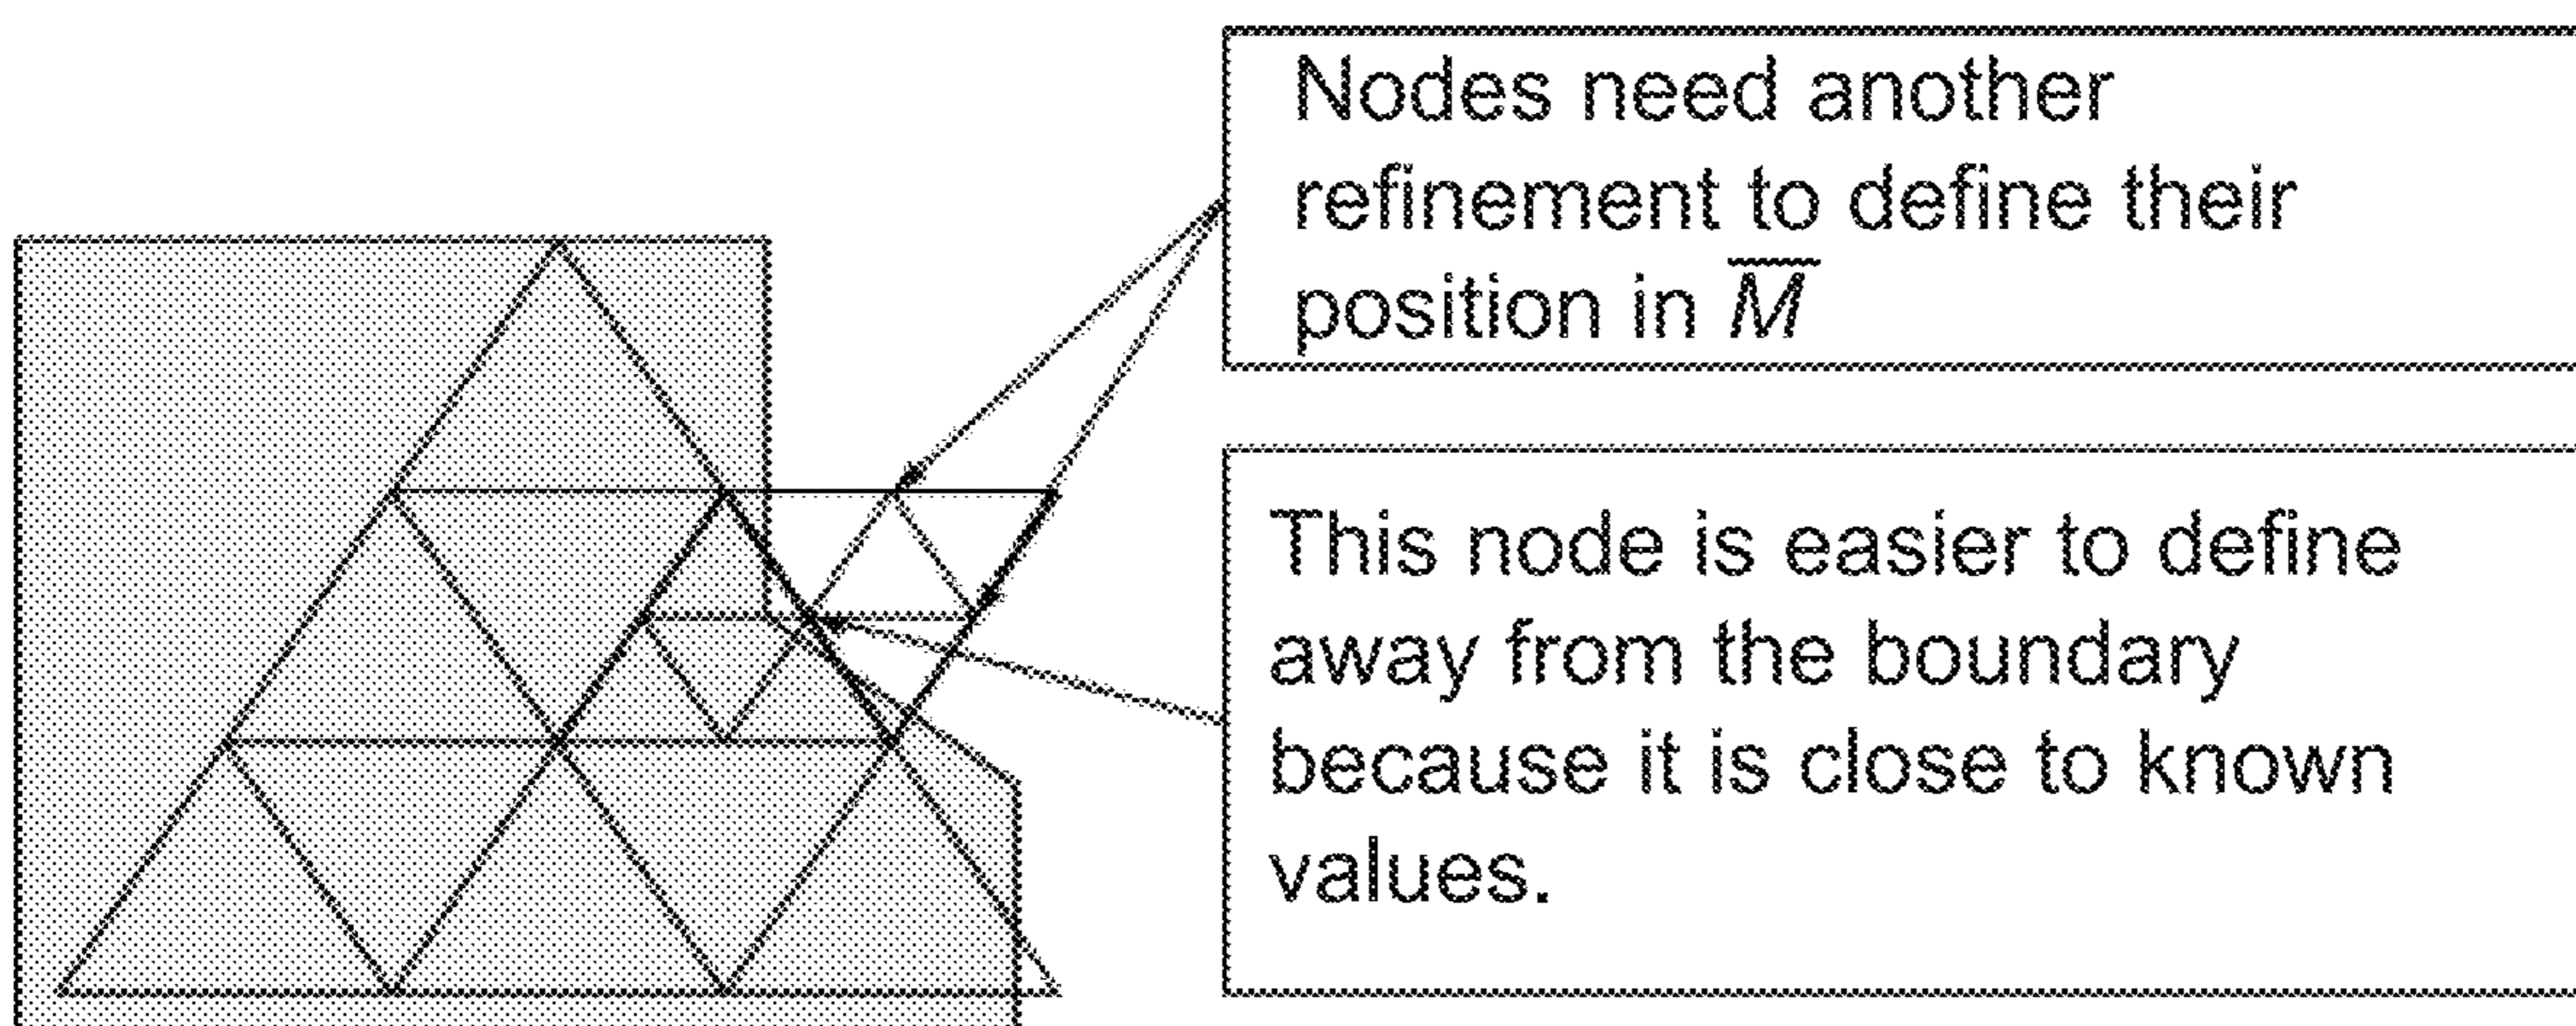 Nodes need another
refinement to define their
position in M̅
This node is easier to define
away from the boundary
because it is close to known
values.